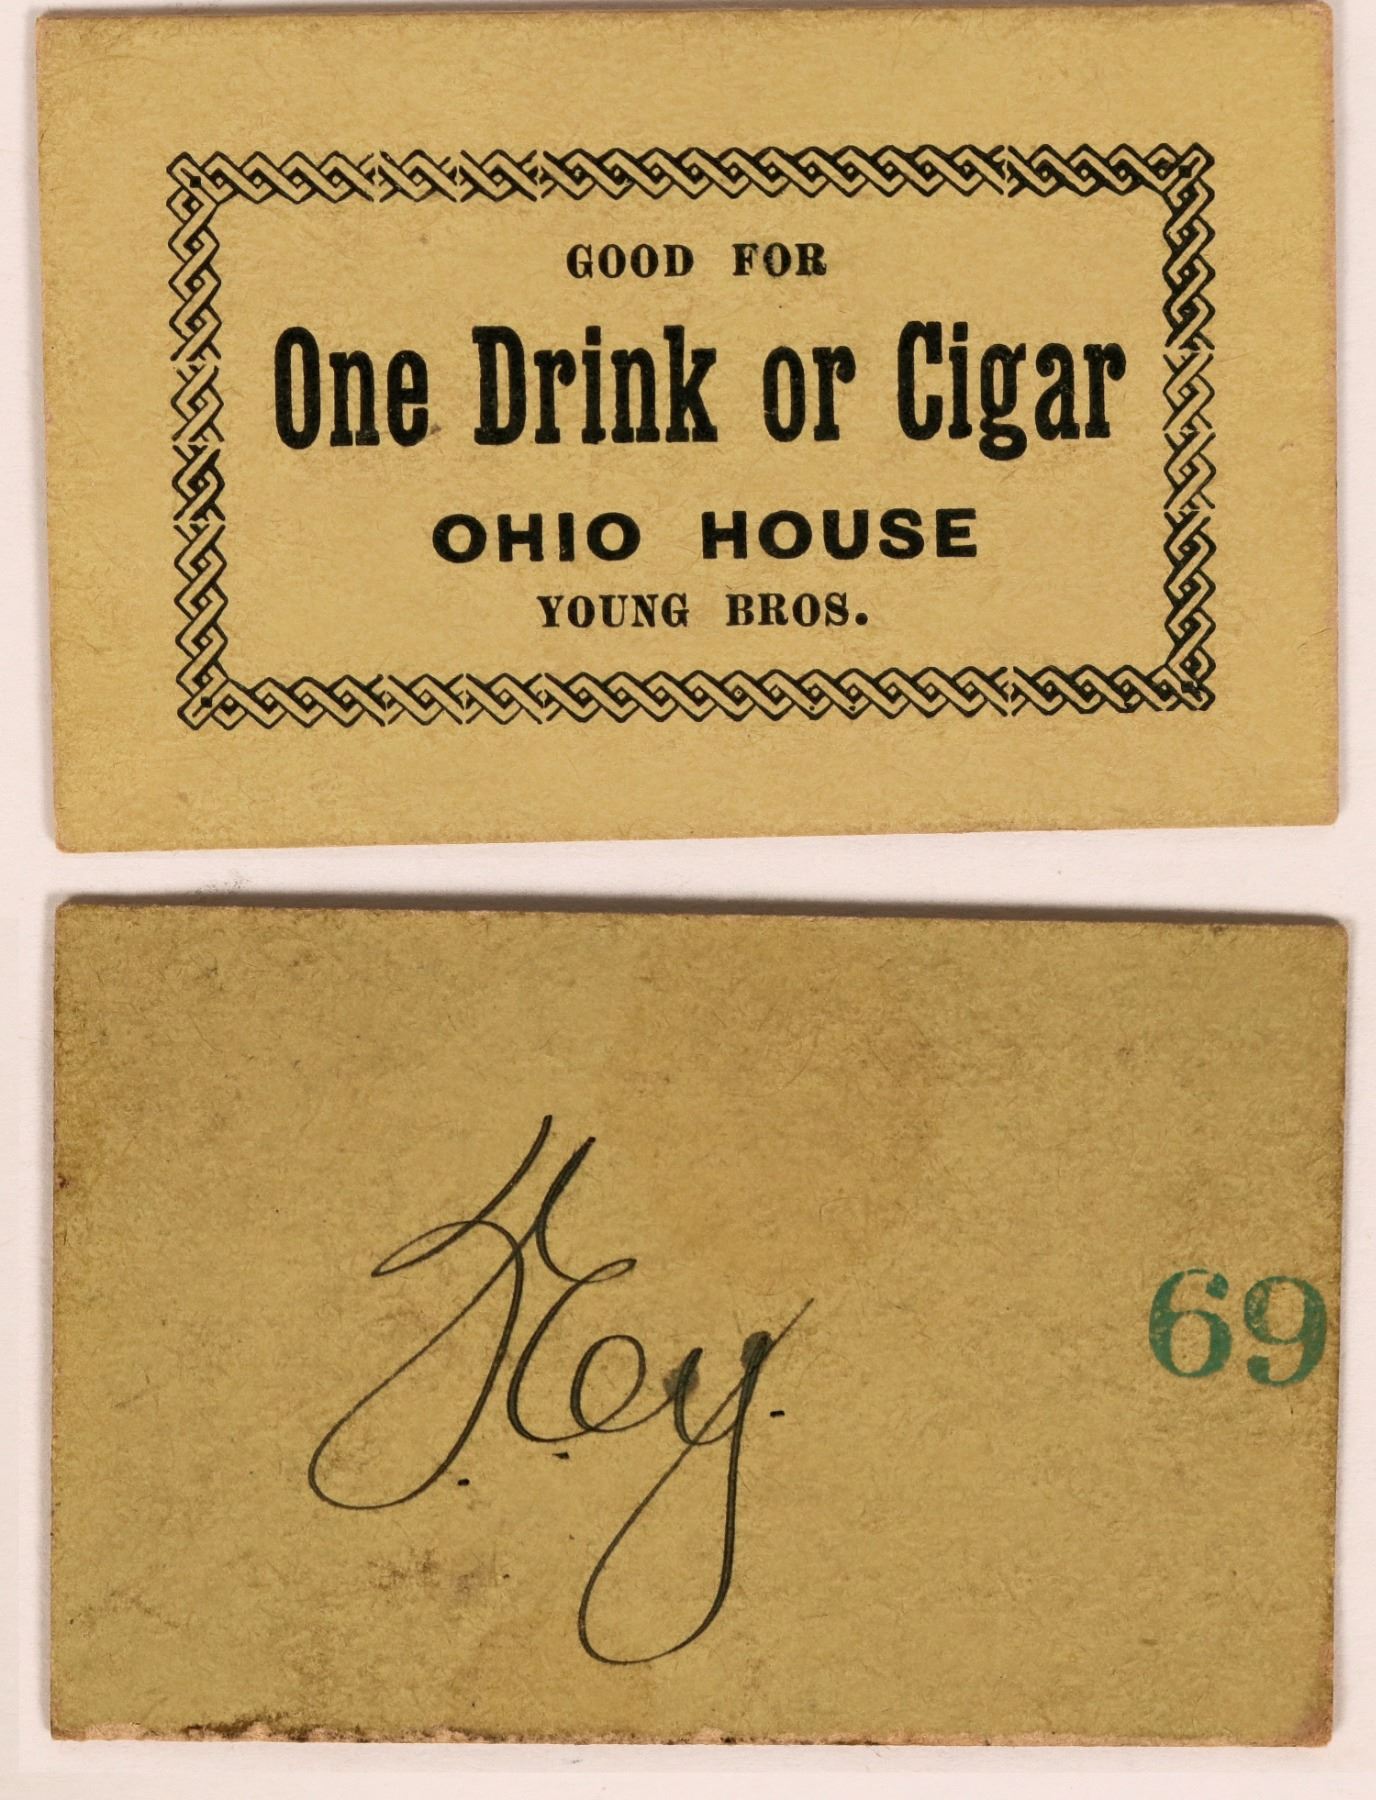 GOOD FOR
One Drink or Cigar
OHIO HOUSE
YOUNG BROS.
Key
69